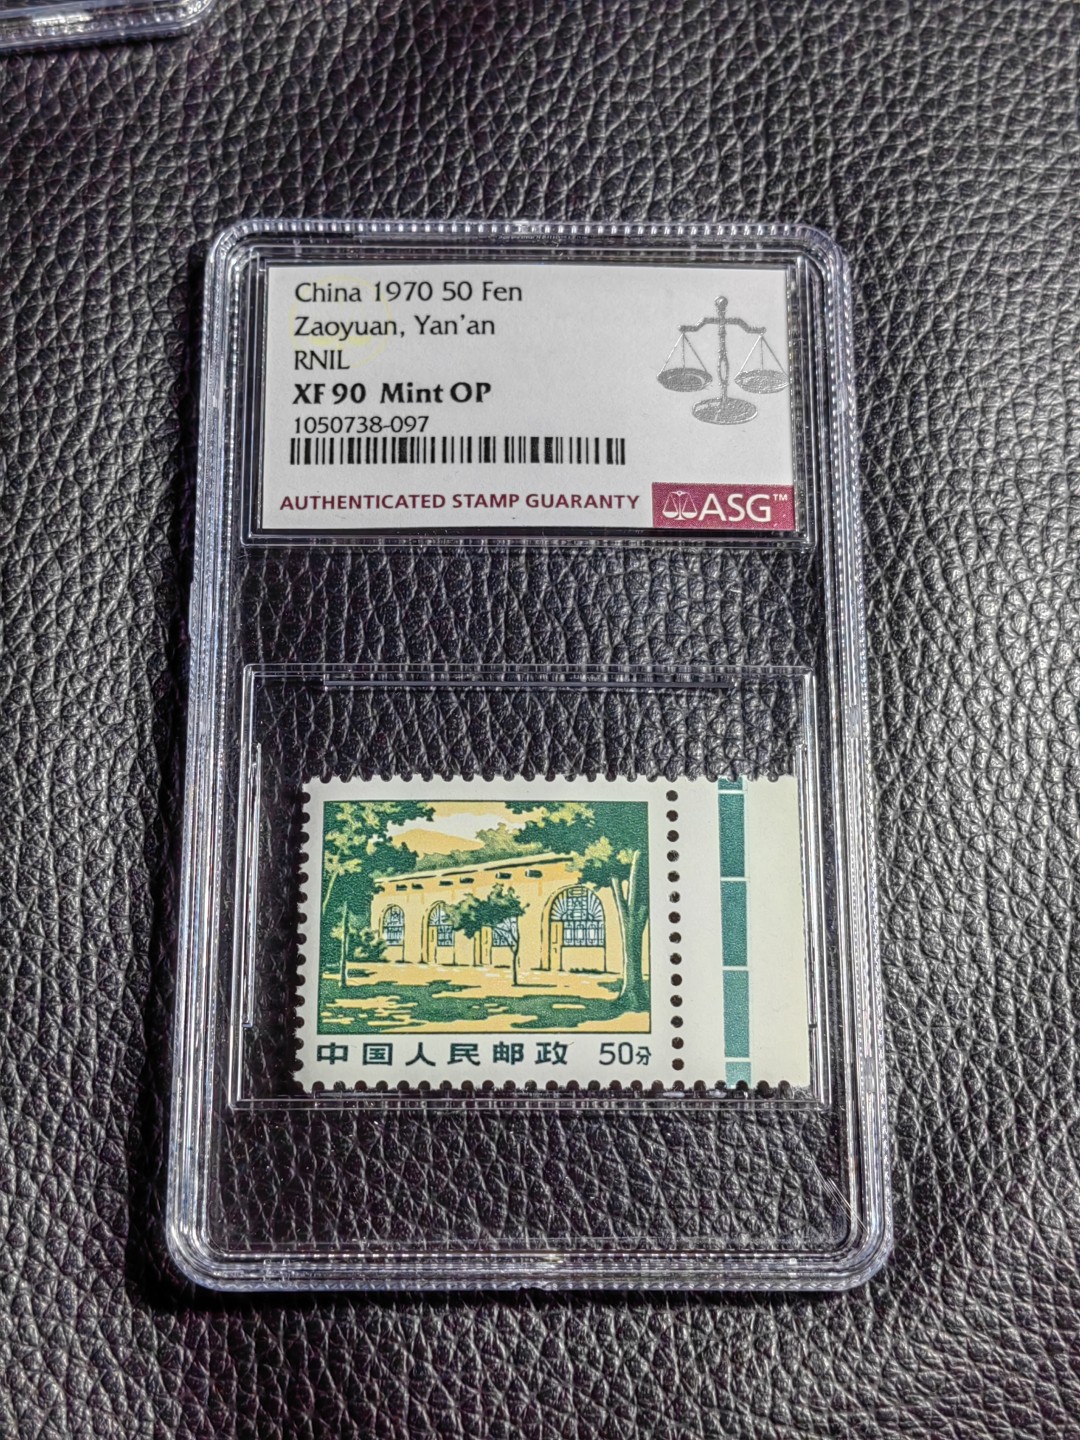 China 1970 50 Fen
Zaoyuan, Yan'an
RNIL
XF 90 Mint OP
1050738-097
AUTHENTICATED STAMP GUARANTY
ASG™
中国人民邮政 50分